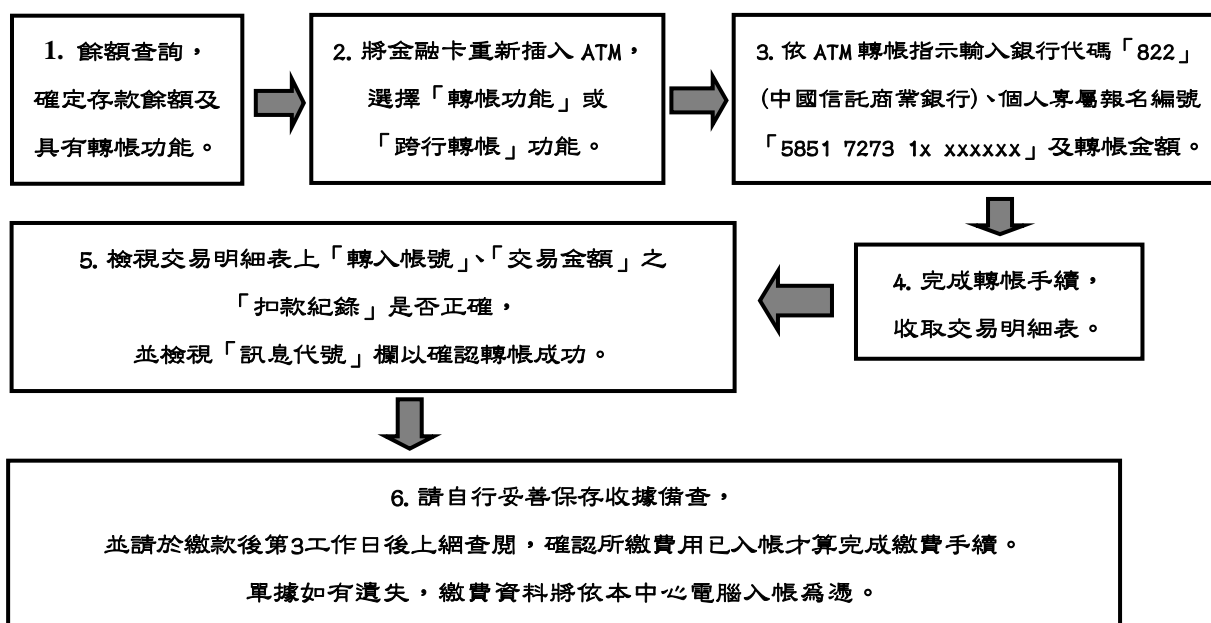 1. 餘額查詢，
確定存款餘額及
具有轉帳功能。
2. 將金融卡重新插入 ATM，
選擇「轉帳功能」或
「跨行轉帳」功能。
3. 依 ATM 轉帳指示輸入銀行代碼「822」
(中國信託商業銀行)、個人專屬報名編號
「5851 7273 1x xxxxxx」及轉帳金額。
4. 完成轉帳手續，
收取交易明細表。
5. 檢視交易明細表上「轉入帳號」、「交易金額」之
「扣款紀錄」是否正確，
並檢視「訊息代號」欄以確認轉帳成功。
6. 請自行妥善保存收據備查，
並請於繳款後第3工作日後上網查閱，確認所繳費用已入帳才算完成繳費手續。
單據如有遺失，繳費資料將依本中心電腦入帳為憑。